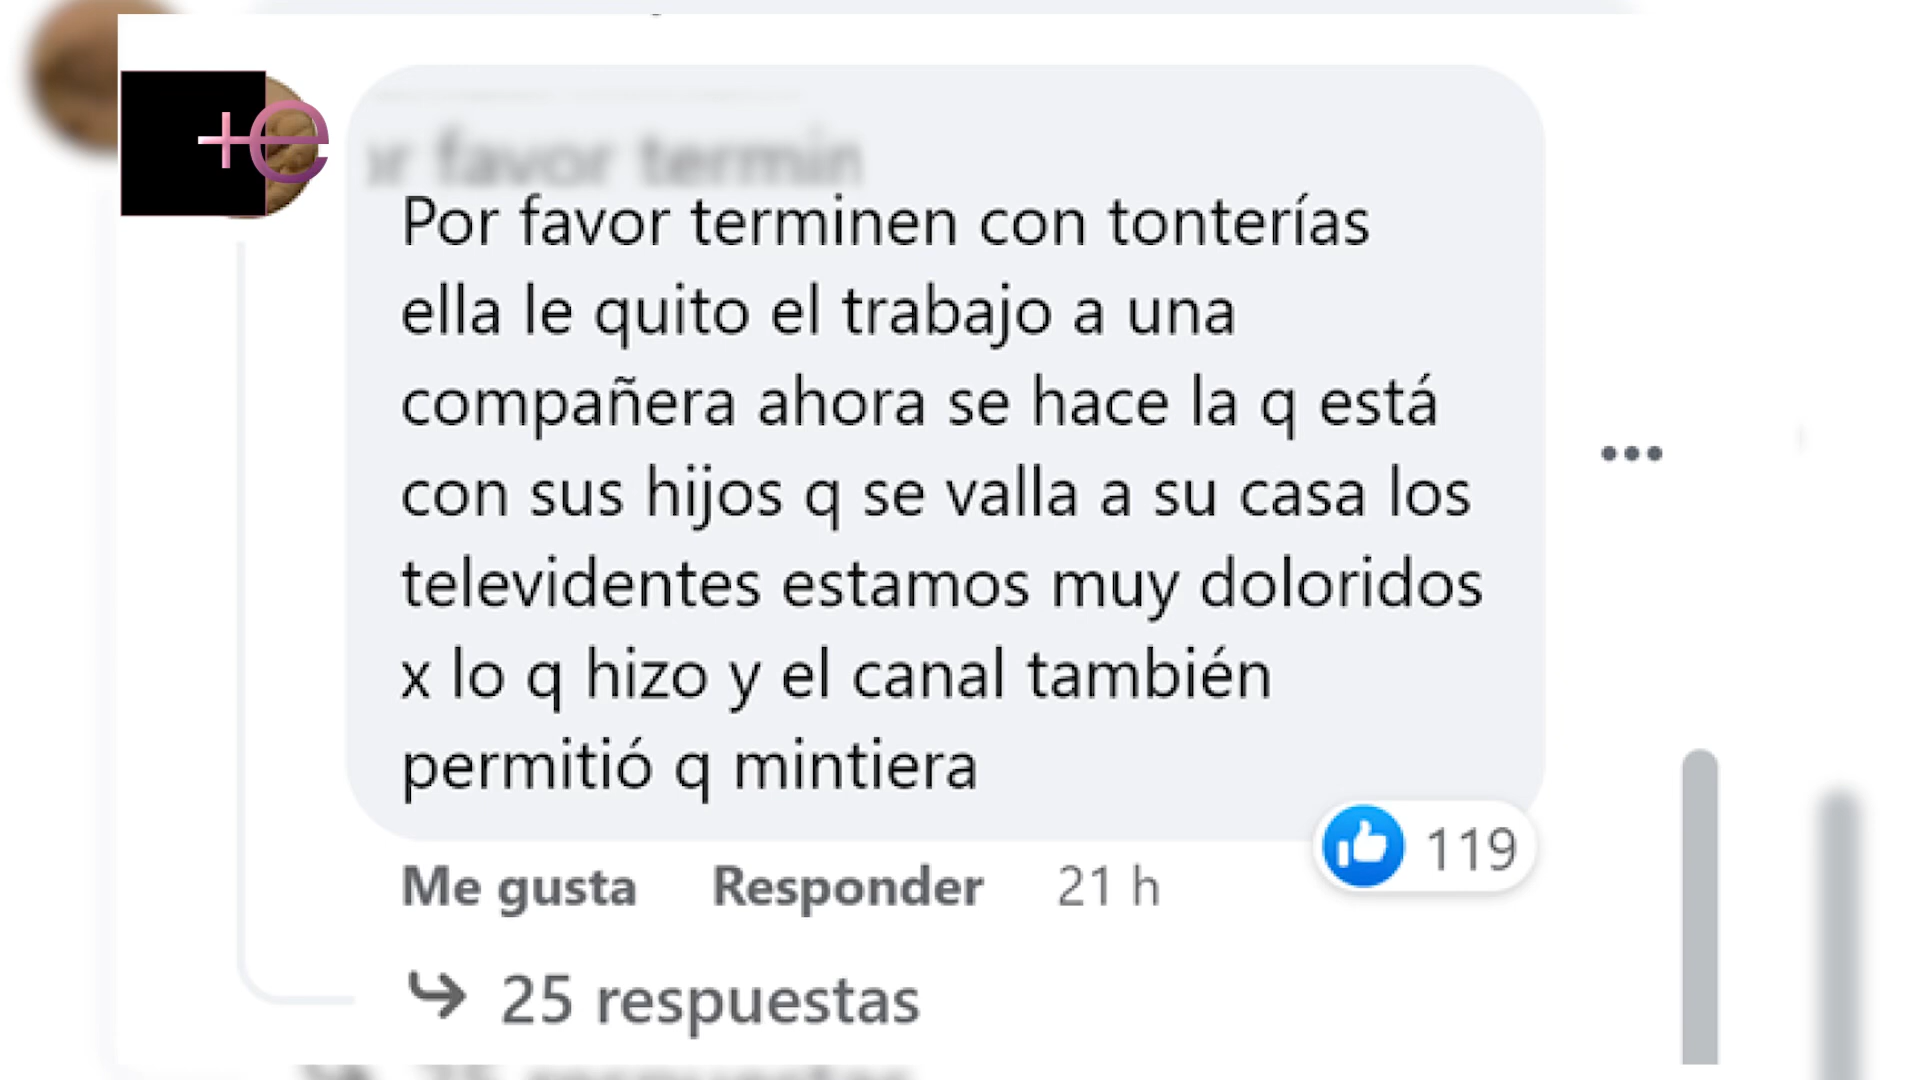 +e
Por favor terminen con tonterías
ella le quito el trabajo a una
compañera ahora se hace la q está
con sus hijos q se valla a su casa los
televidentes estamos muy doloridos
x lo q hizo y el canal también
permitió q mintiera
119
Me gusta Responder 21 h
25 respuestas